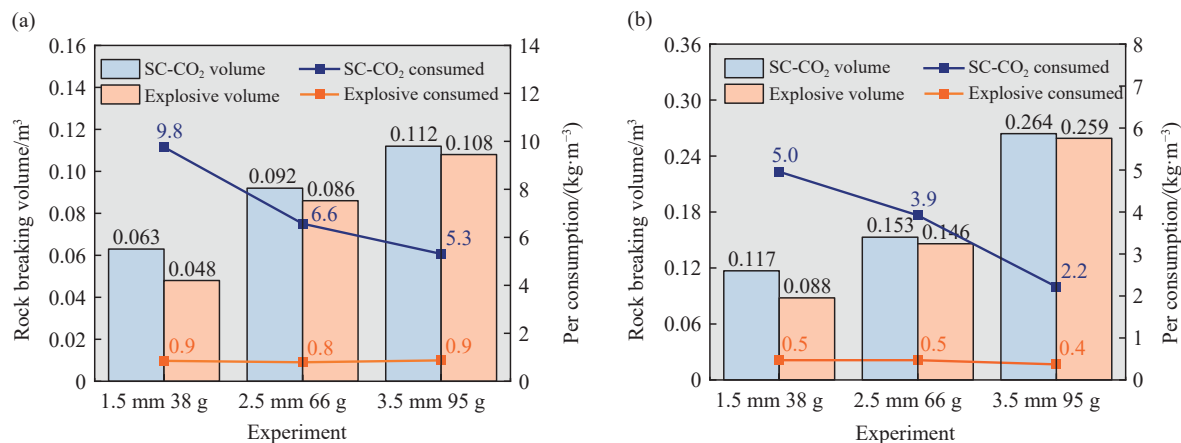 (a)
0.16
0.14
0.12
0.10
0.08
0.06
0.04
0.02
0
Rock breaking volume/m³
SC-CO₂ volume
Explosive volume
SC-CO₂ consumed
Explosive consumed
9.8
6.6
5.3
0.063
0.048
0.092
0.086
0.112
0.108
0.9
0.8
0.9
14
12
10
8
6
4
2
0
Per consumption/(kg·m⁻³)
1.5 mm 38 g
2.5 mm 66 g
3.5 mm 95 g
Experiment
(b)
0.36
0.30
0.24
0.18
0.12
0.06
0
Rock breaking volume/m³
SC-CO₂ volume
Explosive volume
SC-CO₂ consumed
Explosive consumed
5.0
3.9
2.2
0.117
0.088
0.153
0.146
0.264
0.259
0.5
0.5
0.4
8
7
6
5
4
3
2
1
0
Per consumption/(kg·m⁻³)
1.5 mm 38 g
2.5 mm 66 g
3.5 mm 95 g
Experiment